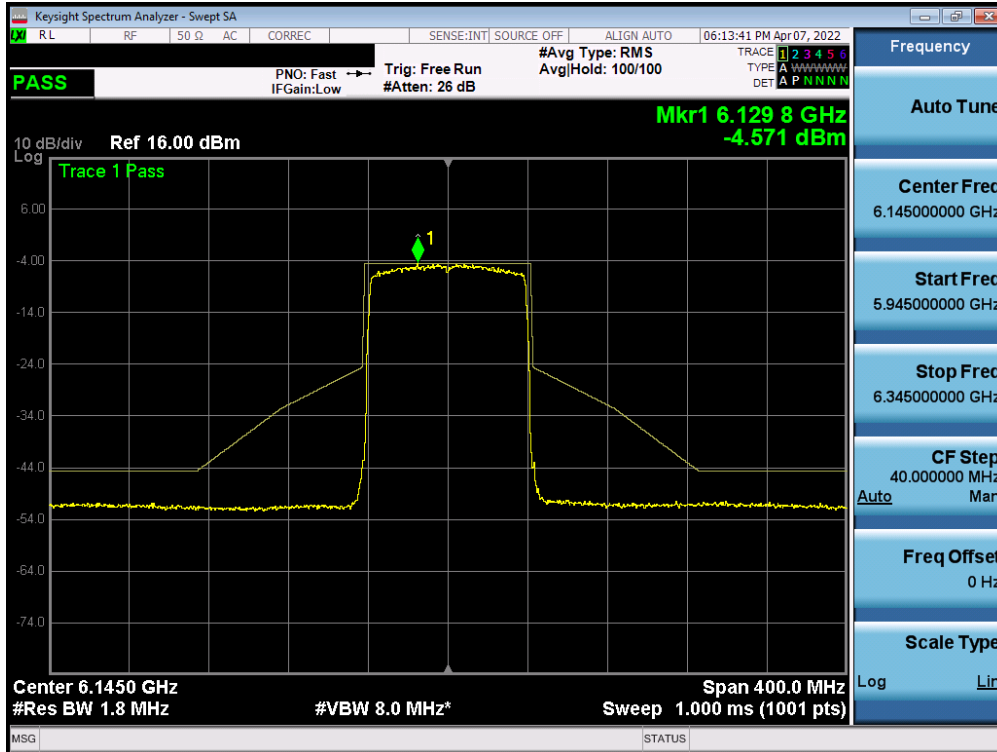 Keysight Spectrum Analyzer - Swept SA
LXI RL RF 50 Ω AC CORREC SENSE:INT SOURCE OFF ALIGN AUTO 06:13:41 PM Apr 07, 2022
PASS
PNO: Fast
IFGain:Low
Trig: Free Run
#Atten: 26 dB
#Avg Type: RMS
Avg|Hold: 100/100
TRACE 1 2 3 4 5 6
TYPE A W W W W W
DET A P N N N N
Mkr1 6.129 8 GHz
-4.571 dBm
10 dB/div Ref 16.00 dBm
Log
Trace 1 Pass
1
6.00
-4.00
-14.0
-24.0
-34.0
-44.0
-54.0
-64.0
-74.0
Center 6.1450 GHz Span 400.0 MHz
#Res BW 1.8 MHz #VBW 8.0 MHz* Sweep 1.000 ms (1001 pts)
MSG STATUS
Frequency
Auto Tune
Center Freq
6.145000000 GHz
Start Freq
5.945000000 GHz
Stop Freq
6.345000000 GHz
CF Step
40.000000 MHz
Auto Man
Freq Offset
0 Hz
Scale Type
Log Lin